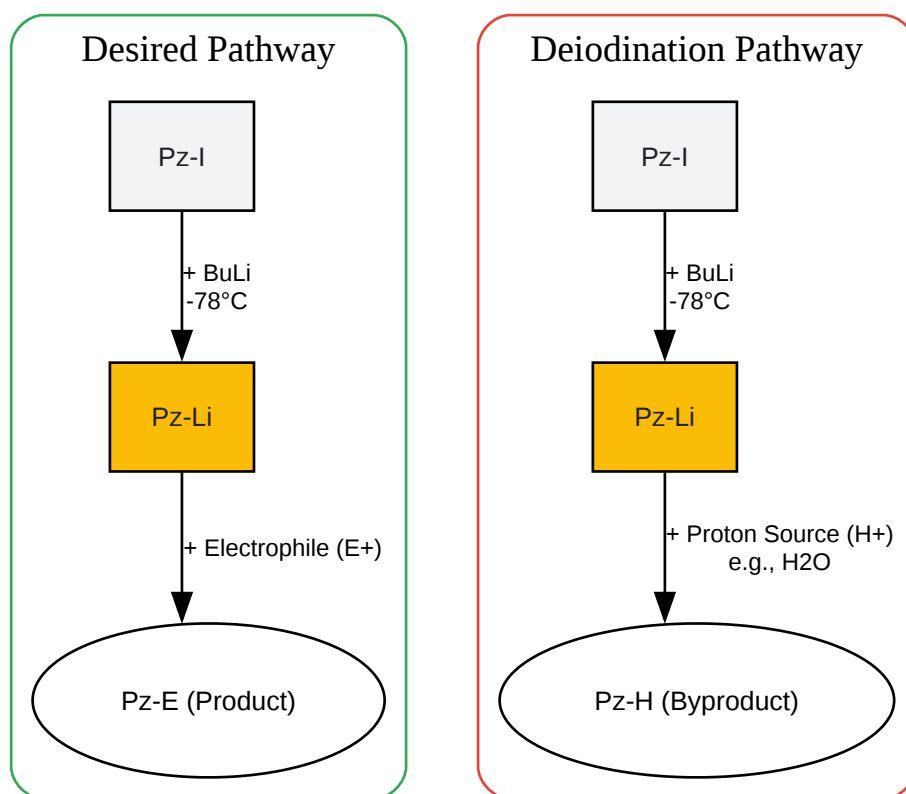 Desired Pathway
Pz-I
+ BuLi
-78°C
Pz-Li
+ Electrophile (E+)
Pz-E (Product)
Deiodination Pathway
Pz-I
+ BuLi
-78°C
Pz-Li
+ Proton Source (H+)
e.g., H2O
Pz-H (Byproduct)